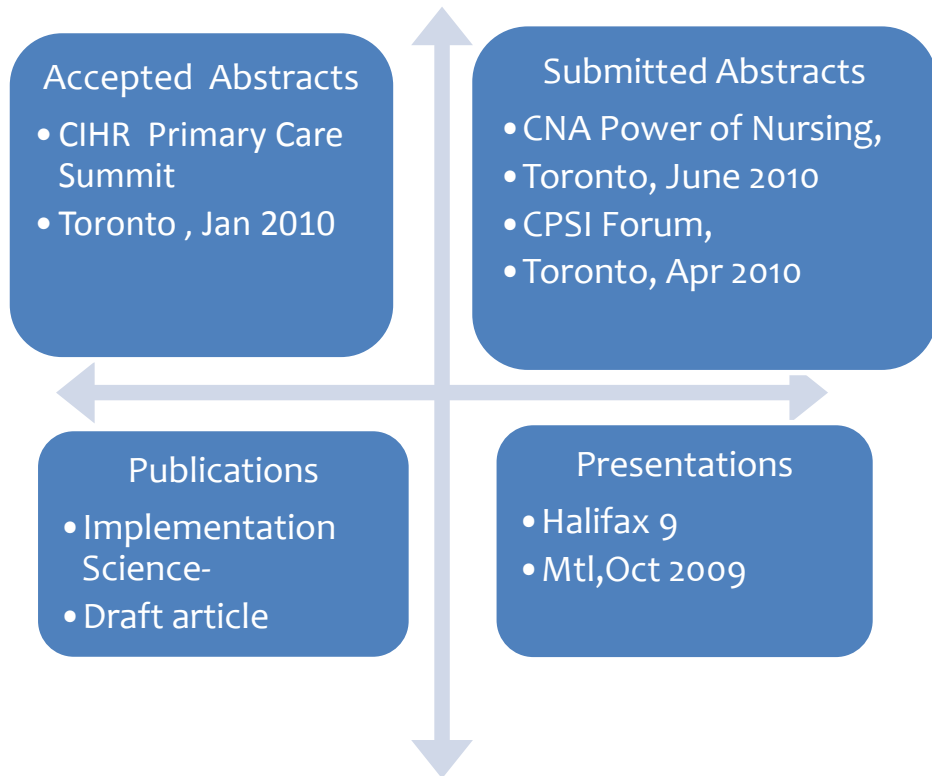 Accepted Abstracts
• CIHR Primary Care
Summit
• Toronto , Jan 2010
Submitted Abstracts
• CNA Power of Nursing,
• Toronto, June 2010
• CPSI Forum,
• Toronto, Apr 2010
Publications
• Implementation
Science-
• Draft article
Presentations
• Halifax 9
• Mtl,Oct 2009